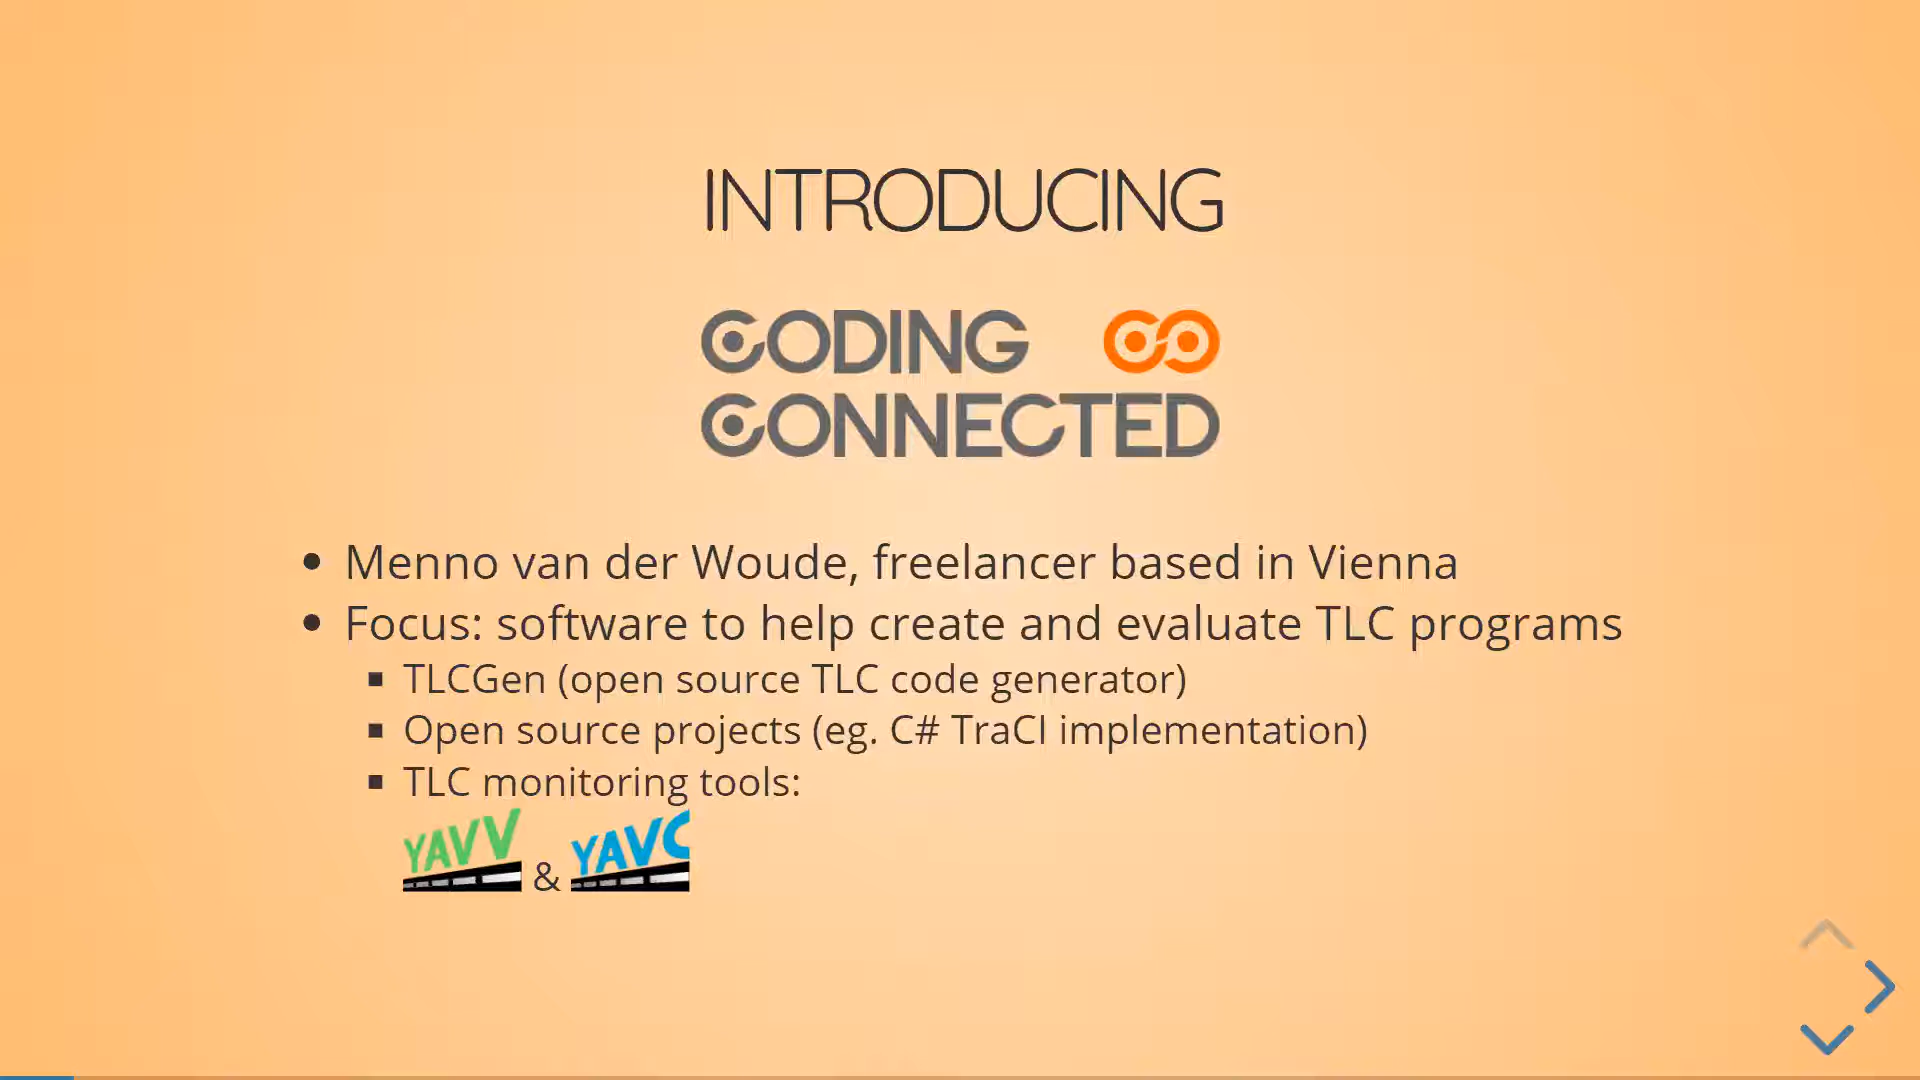 INTRODUCING
CODING
CONNECTED
Menno van der Woude, freelancer based in Vienna
Focus: software to help create and evaluate TLC programs
TLCGen (open source TLC code generator)
Open source projects (eg. C# TraCI implementation)
TLC monitoring tools:
YAVV & YAVC